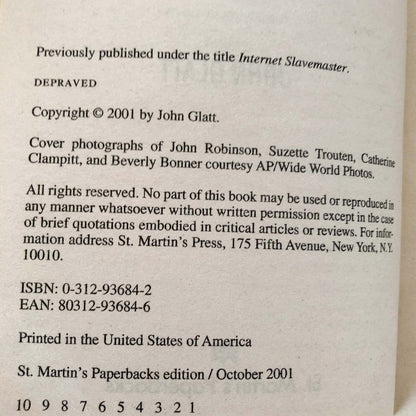 Previously published under the title Internet Slavemaster.
DEPRAVED
Copyright © 2001 by John Glatt.
Cover photographs of John Robinson, Suzette Trouten, Catherine
Clampitt, and Beverly Bonner courtesy AP/Wide World Photos.
All rights reserved. No part of this book may be used or reproduced in
any manner whatsoever without written permission except in the case
of brief quotations embodied in critical articles or reviews. For infor-
mation address St. Martin's Press, 175 Fifth Avenue, New York, N.Y.
10010.
ISBN: 0-312-93684-2
EAN: 80312-93684-6
Printed in the United States of America
St. Martin's Paperbacks edition / October 2001
10 9 8 7 6 5 4 3 2 1